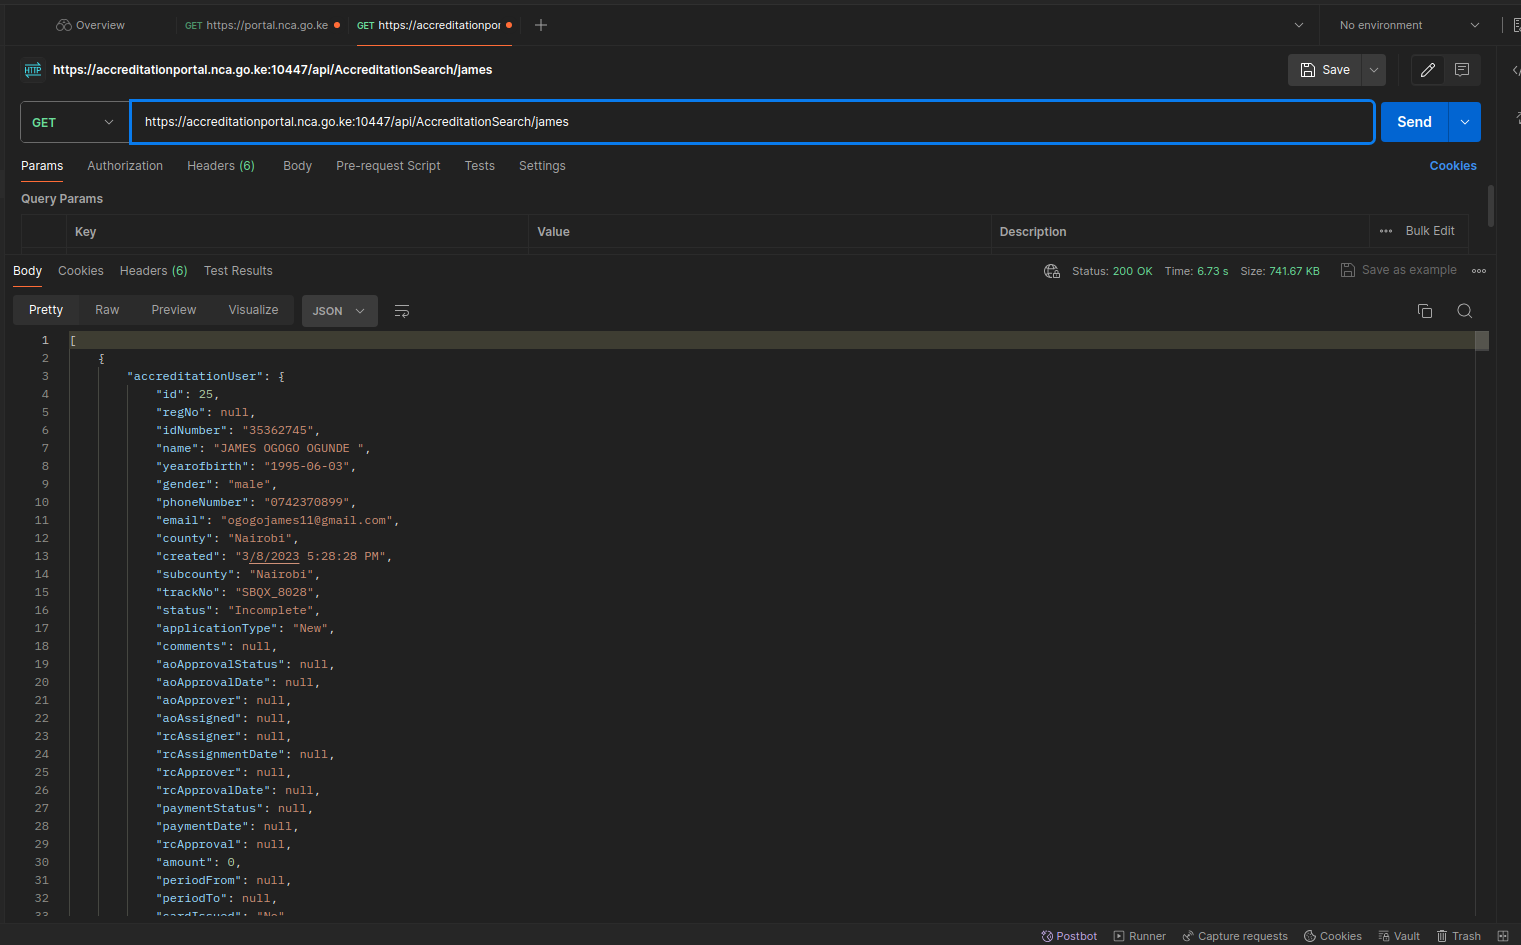 Overview
GET https://portal.nca.go.ke
GET https://accreditationpor
No environment
HTTP https://accreditationportal.nca.go.ke:10447/api/AccreditationSearch/james
Save
GET
https://accreditationportal.nca.go.ke:10447/api/AccreditationSearch/james
Send
Params Authorization Headers (6) Body Pre-request Script Tests Settings Cookies
Query Params
Key Value Description Bulk Edit
Body Cookies Headers (6) Test Results
Status: 200 OK Time: 6.73 s Size: 741.67 KB Save as example
Pretty Raw Preview Visualize JSON
1 [
2 {
3 "accreditationUser": {
4 "id": 25,
5 "regNo": null,
6 "idNumber": "35362745",
7 "name": "JAMES OGOGO OGUNDE ",
8 "yearofbirth": "1995-06-03",
9 "gender": "male",
10 "phoneNumber": "0742370899",
11 "email": "ogogojames11@gmail.com",
12 "county": "Nairobi",
13 "created": "3/8/2023 5:28:28 PM",
14 "subcounty": "Nairobi",
15 "trackNo": "SBQX_8028",
16 "status": "Incomplete",
17 "applicationType": "New",
18 "comments": null,
19 "aoApprovalStatus": null,
20 "aoApprovalDate": null,
21 "aoApprover": null,
22 "aoAssigned": null,
23 "rcAssigner": null,
24 "rcAssignmentDate": null,
25 "rcApprover": null,
26 "rcApprovalDate": null,
27 "paymentStatus": null,
28 "paymentDate": null,
29 "rcApproval": null,
30 "amount": 0,
31 "periodFrom": null,
32 "periodTo": null,
33 "cardIssued": "No"
Postbot Runner Capture requests Cookies Vault Trash